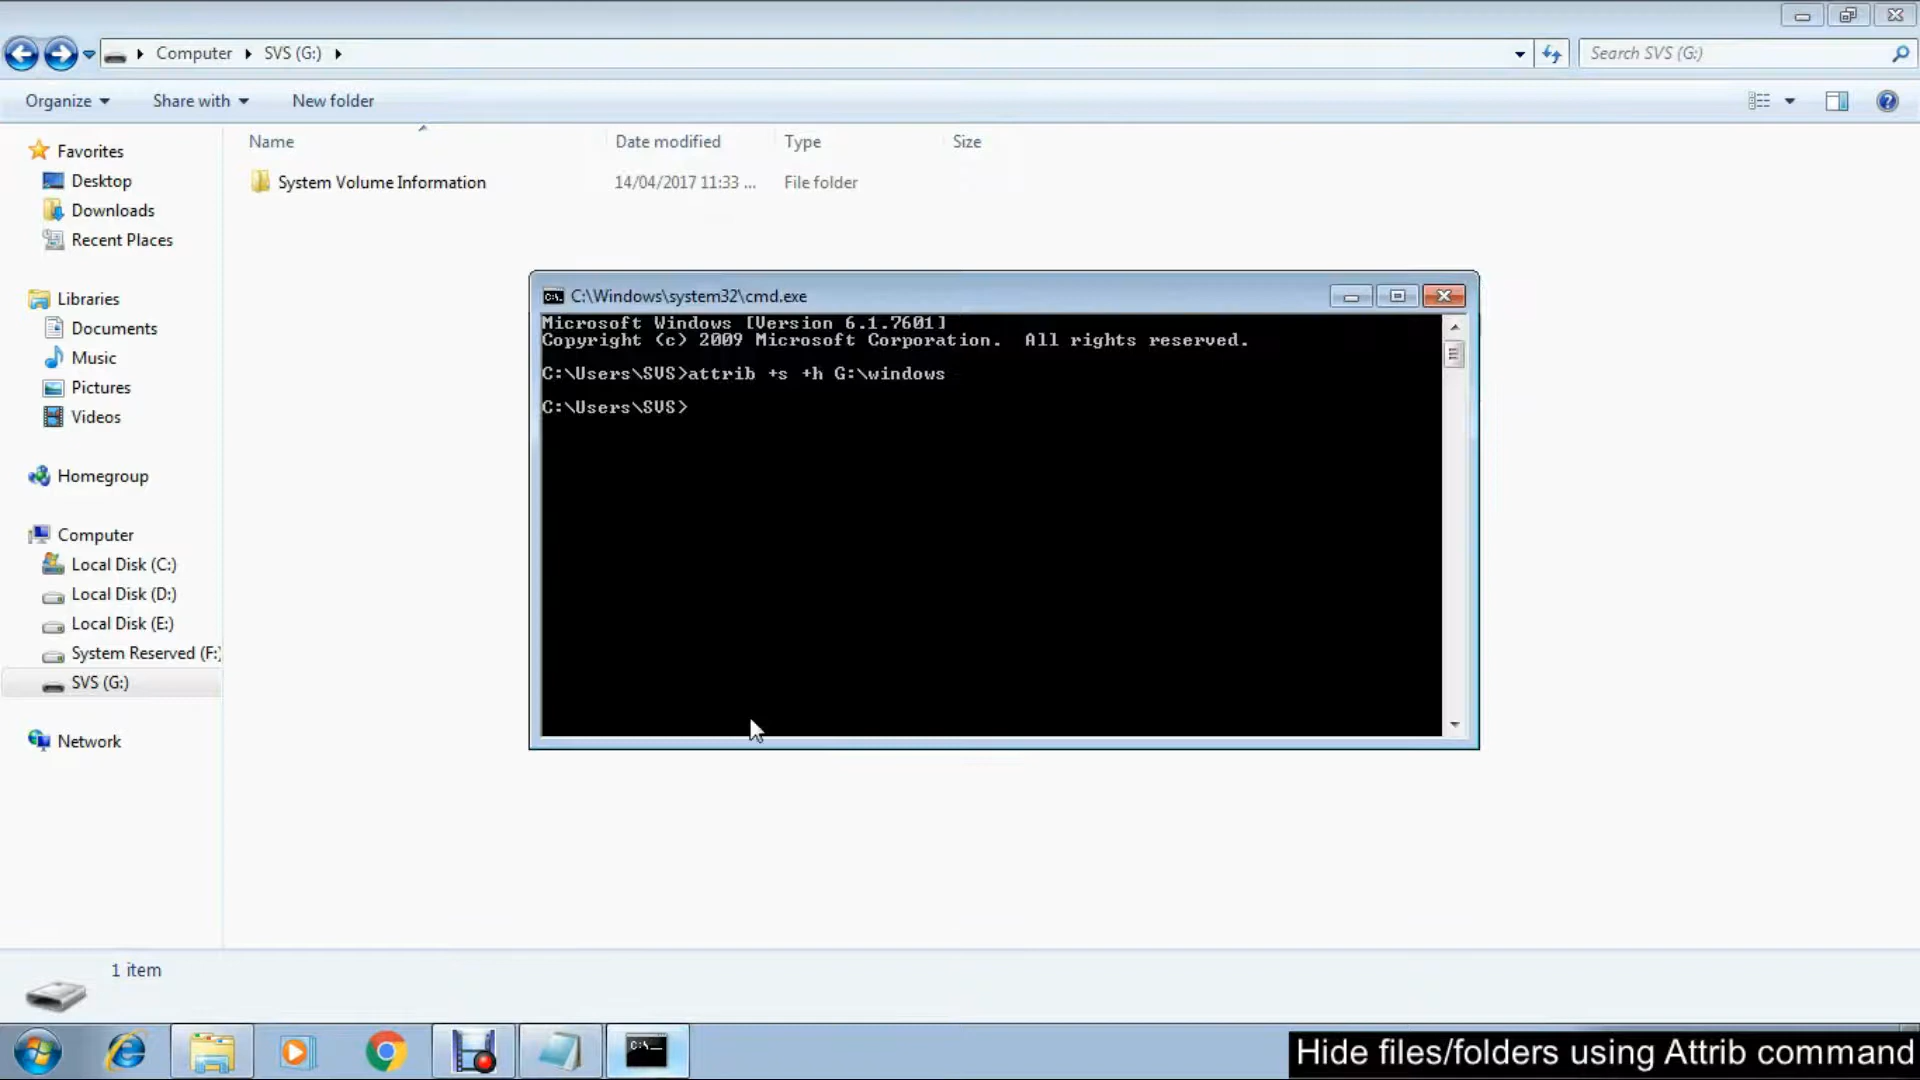 Computer
SVS (G:)
Search SVS (G:)
Organize
Share with
New folder
Name
Date modified
Type
Size
System Volume Information
14/04/2017 11:33 ...
File folder
Favorites
Desktop
Downloads
Recent Places
Libraries
Documents
Music
Pictures
Videos
Homegroup
Computer
Local Disk (C:)
Local Disk (D:)
Local Disk (E:)
System Reserved (F:)
SVS (G:)
Network
C:\Windows\system32\cmd.exe
Microsoft Windows [Version 6.1.7601]
Copyright (c) 2009 Microsoft Corporation.  All rights reserved.
C:\Users\SVS>attrib +s +h G:\windows
C:\Users\SVS>
1 item
Hide files/folders using Attrib command